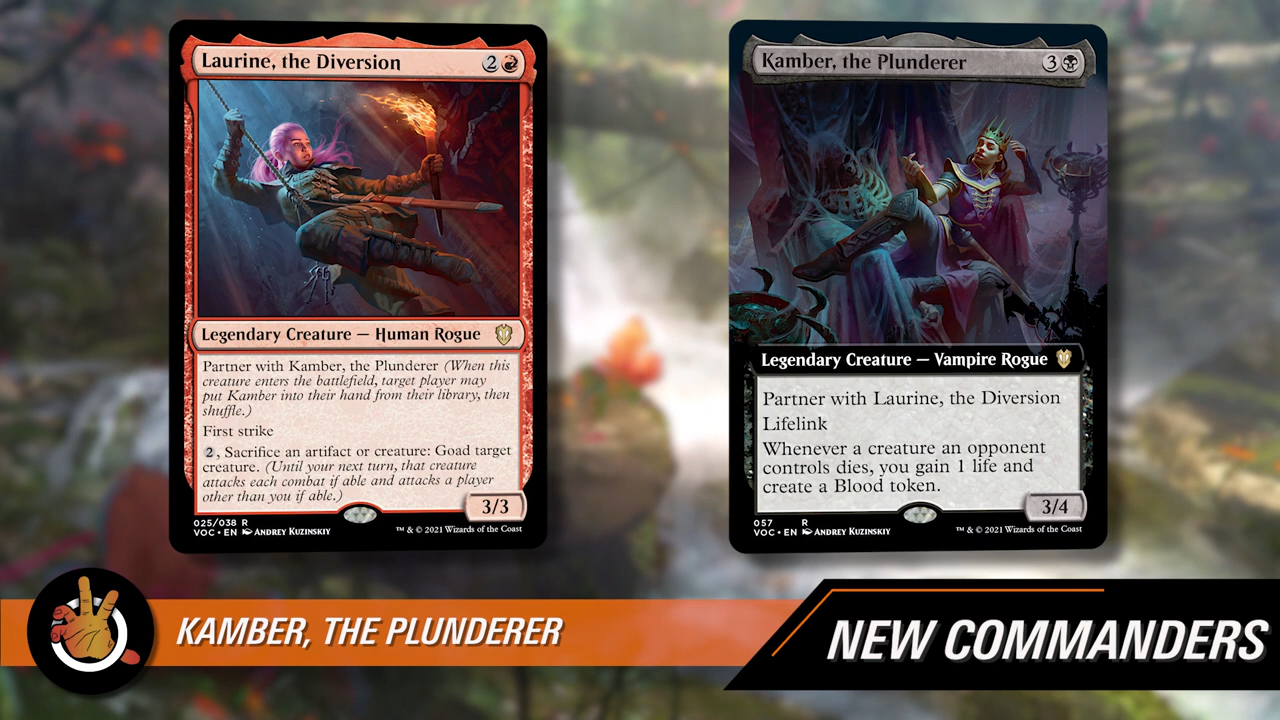 Laurine, the Diversion 2
Legendary Creature — Human Rogue
Partner with Kamber, the Plunderer (When this
creature enters the battlefield, target player may
put Kamber into their hand from their library, then
shuffle.)
First strike
2, Sacrifice an artifact or creature: Goad target
creature. (Until your next turn, that creature
attacks each combat if able and attacks a player
other than you if able.)
3/3
025/038 R
VOC • EN ANDREY KUZINSKIY
™ & © 2021 Wizards of the Coast
Kamber, the Plunderer 3
Legendary Creature — Vampire Rogue
Partner with Laurine, the Diversion
Lifelink
Whenever a creature an opponent
controls dies, you gain 1 life and
create a Blood token.
3/4
057 R
VOC • EN ANDREY KUZINSKIY
™ & © 2021 Wizards of the Coast
KAMBER, THE PLUNDERER
NEW COMMANDERS